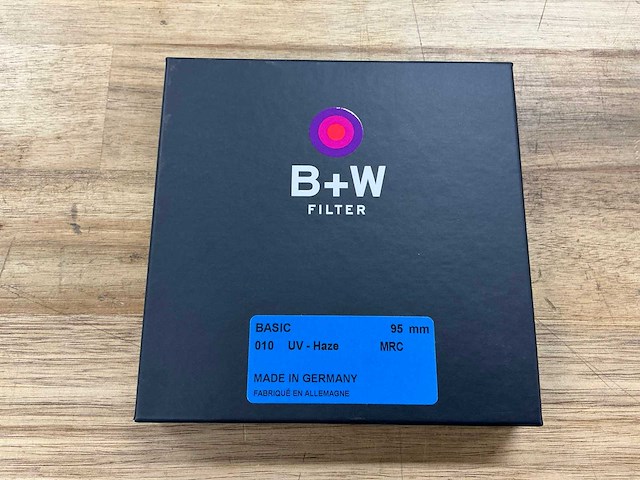 B+W
FILTER
BASIC 95 mm
010 UV - Haze MRC
MADE IN GERMANY
FABRIQUÉ EN ALLEMAGNE